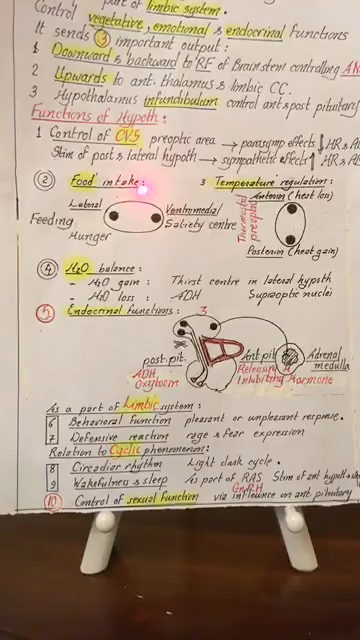 part of limbic system.
Control vegetative, emotional & endocrinal functions
It sends 3 important output:
1 Downward & backward to RF of Brainstem controlling AN
2 Upwards to ant. thalamus & limbic CC.
3 Hypothalamus infundibulum control ant & post pituitary
Functions of Hypoth:
1 Control of CVS preoptic area → parasymp effects ↓ HR &
Stim of post & lateral hypoth → sympathetic effects ↑ HR &
2 Food intake:
Lateral
Feeding
Hunger
Ventromedial
Satiety centre
3 Temperature regulation:
Anterior (heat loss)
preoptic
Posterior (heat gain)
4 H2O balance:
- H2O gain: Thirst centre in lateral hypoth
- H2O loss: ADH Supraoptic nuclei
5 Endocrinal functions:
3
post. pit.
ADH
Oxytocin
Ant pit
Releasing
Inhibiting Hormone
Adrenal
medulla
As a part of Limbic system:
6 Behavioral function pleasant or unpleasant response.
7 Defensive reaction rage & fear expression
Relation to Cyclic phenomenons:
8 Circadian rhythm Light dark cycle.
9 Wakefulness & sleep As part of RAS Stim of ant hypoth → sleep
GnRH
10 Control of sexual function via influence on ant pituitary